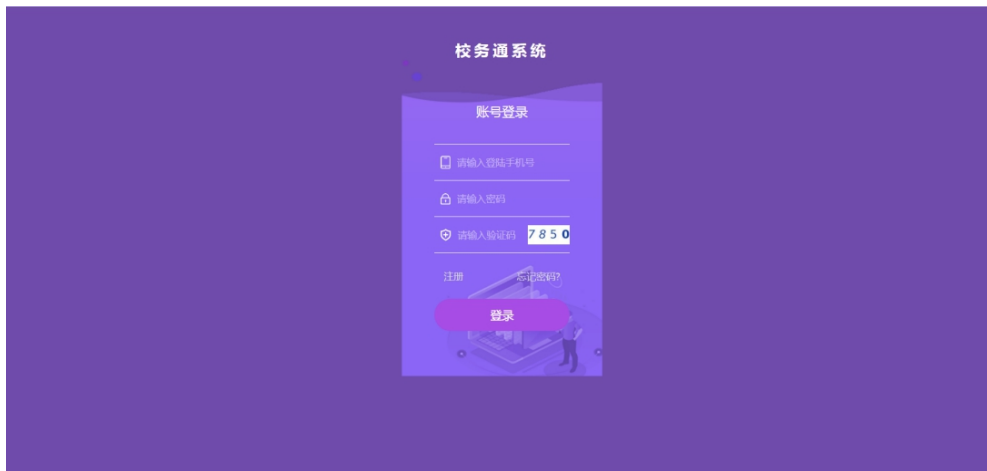 校务通系统
账号登录
请输入登陆手机号
请输入密码
请输入验证码 7850
注册 忘记密码?
登录